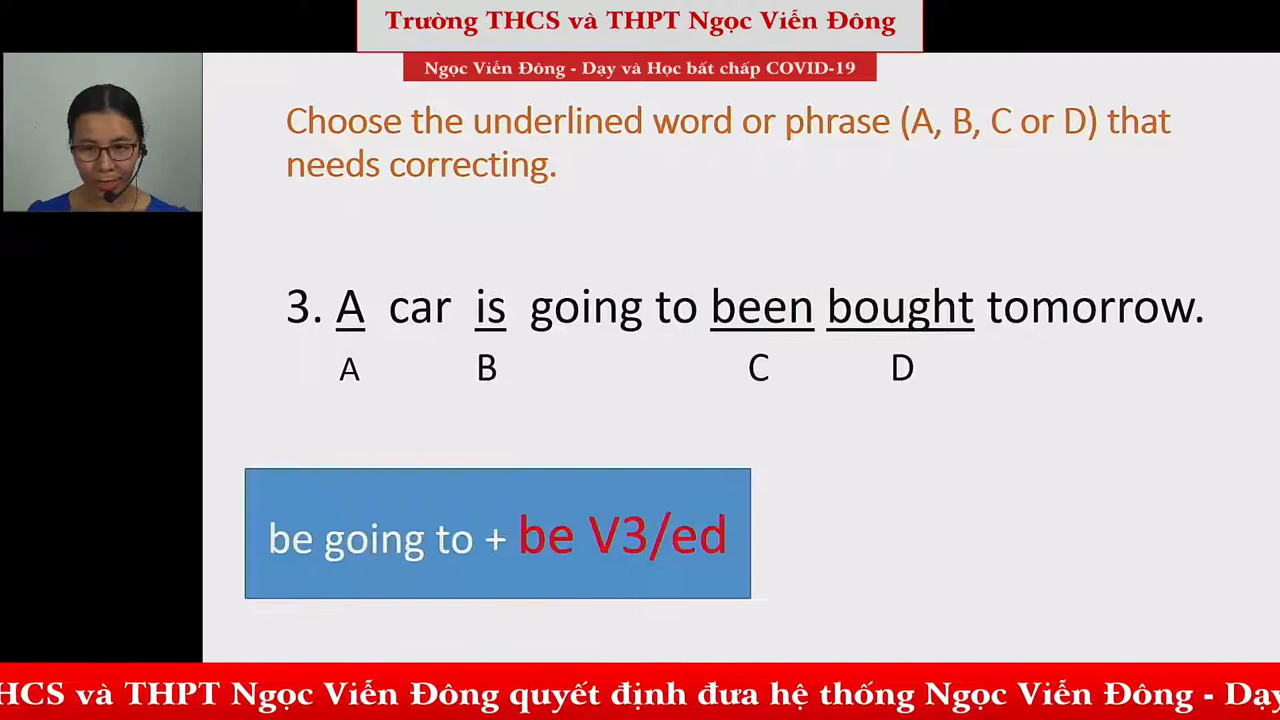 Trường THCS và THPT Ngọc Viễn Đông
Ngọc Viễn Đông - Dạy và Học bất chấp COVID-19
Choose the underlined word or phrase (A, B, C or D) that
needs correcting.
3. A car is going to been bought tomorrow.
A B C D
be going to + be V3/ed
HCS và THPT Ngọc Viễn Đông quyết định đưa hệ thống Ngọc Viễn Đông - Dạy